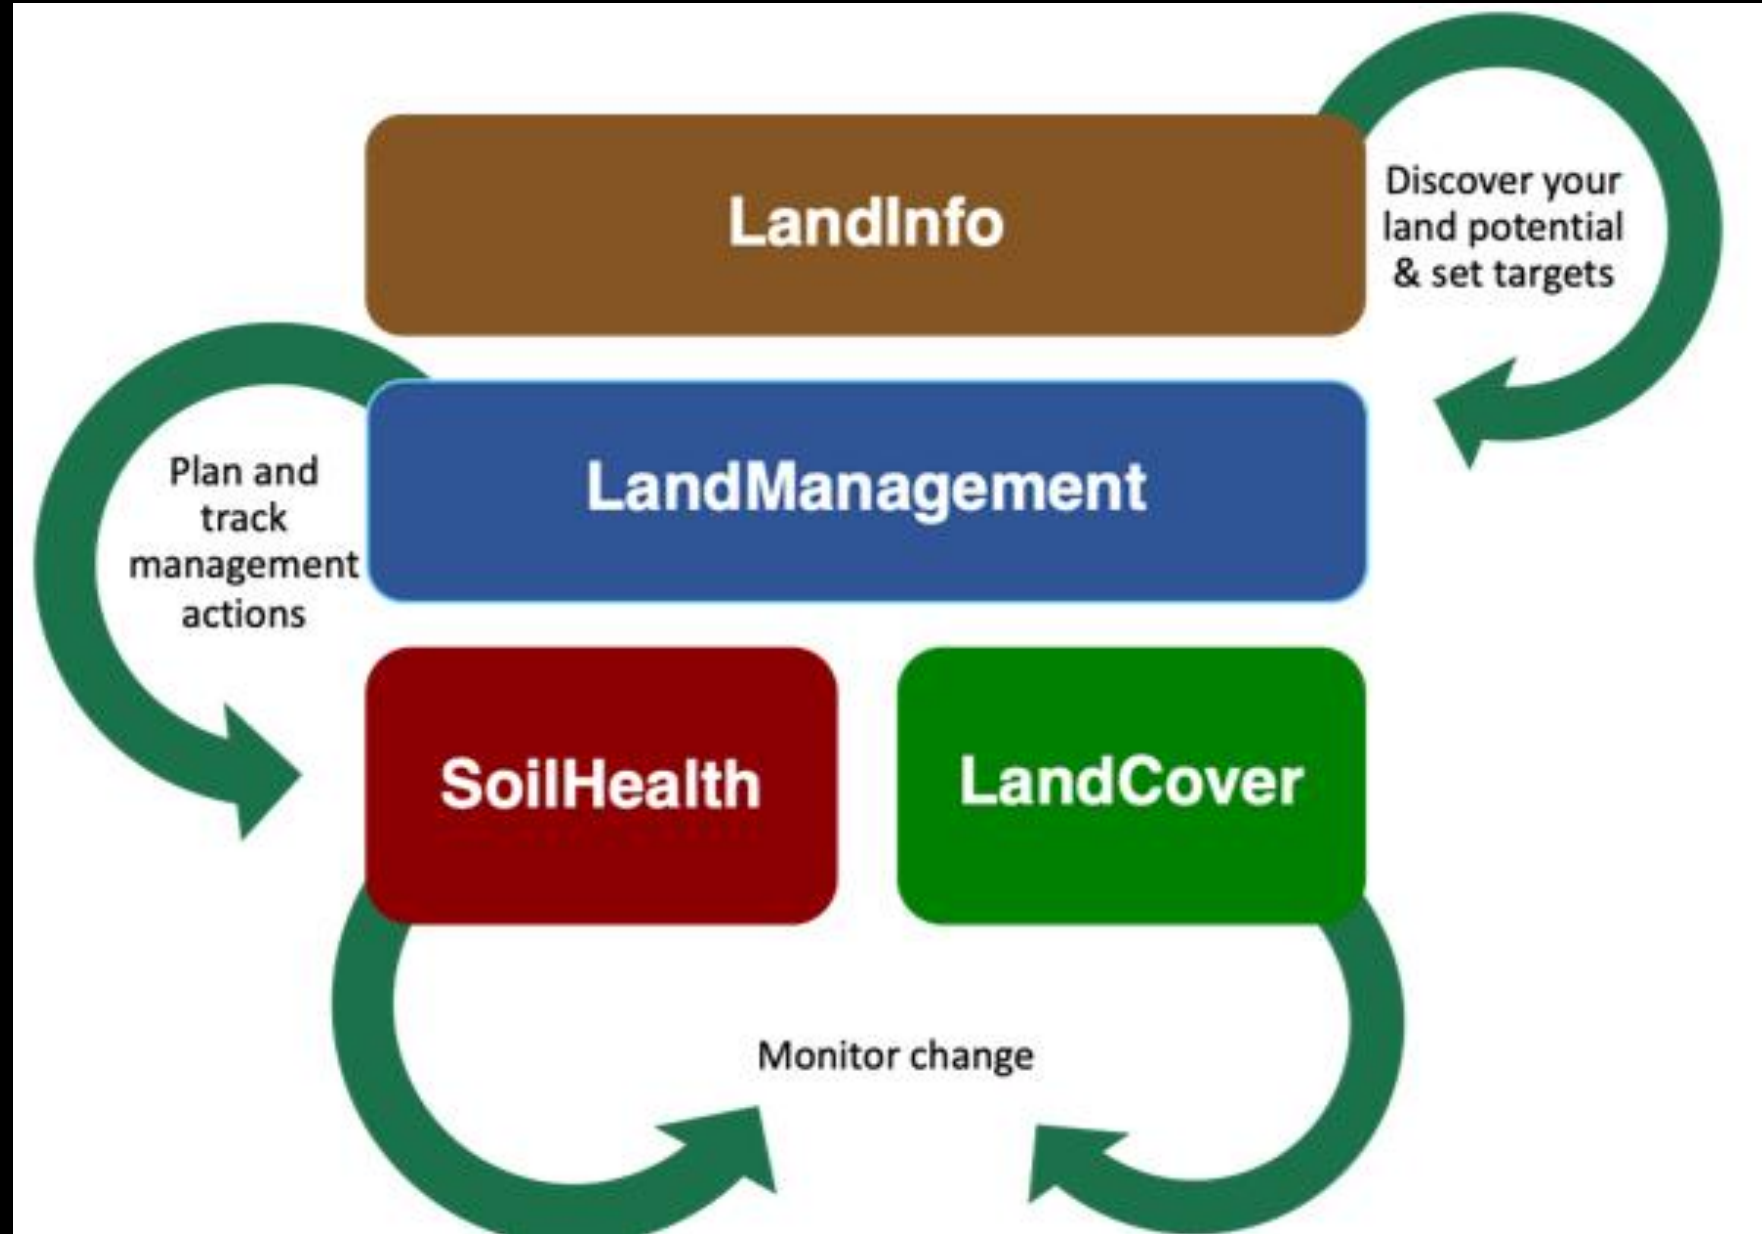 LandInfo
Discover your
land potential
& set targets
LandManagement
Plan and
track
management
actions
SoilHealth
LandCover
Monitor change